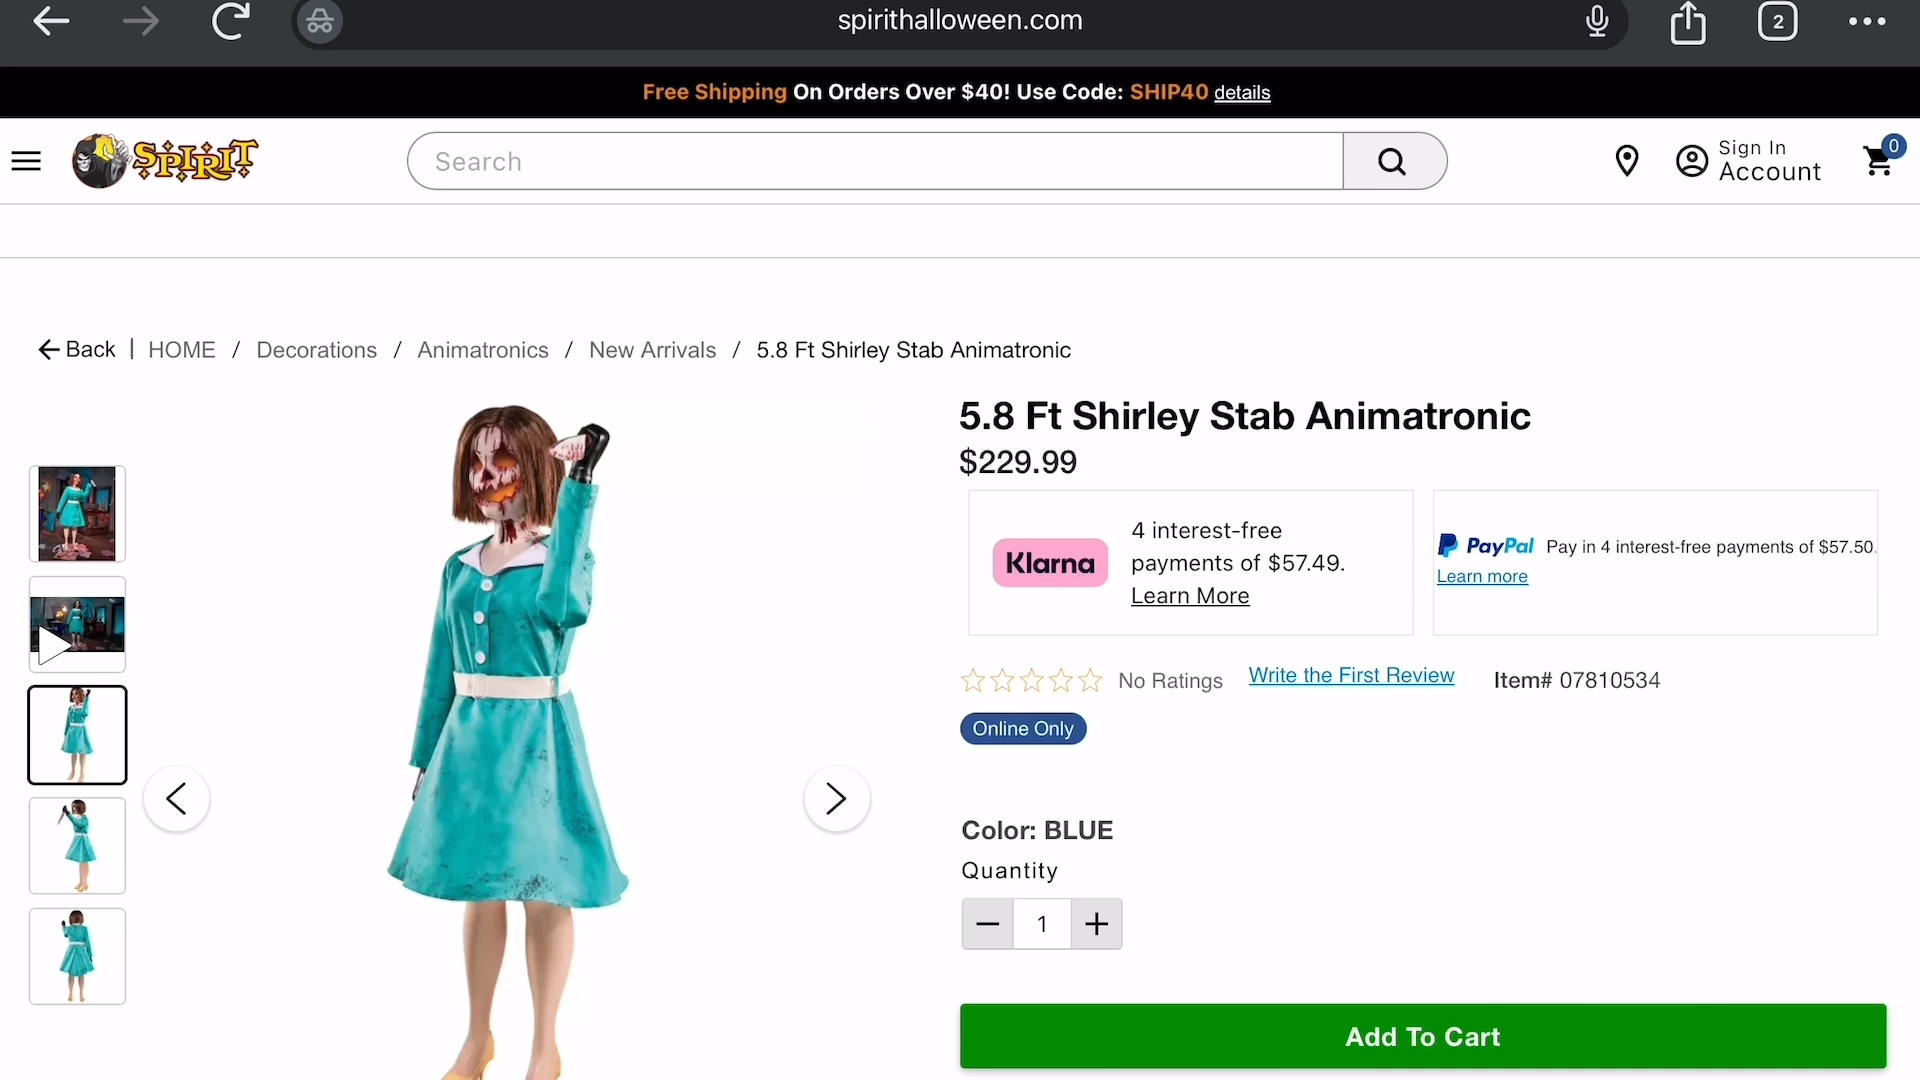 spirithalloween.com
2
Free Shipping On Orders Over $40! Use Code: SHIP40 details
SPIRIT
Search
Sign In
Account
0
Back | HOME / Decorations / Animatronics / New Arrivals / 5.8 Ft Shirley Stab Animatronic
5.8 Ft Shirley Stab Animatronic
$229.99
Klarna
4 interest-free
payments of $57.49.
Learn More
PayPal Pay in 4 interest-free payments of $57.50.
Learn more
No Ratings
Write the First Review
Item# 07810534
Online Only
Color: BLUE
Quantity
1
Add To Cart